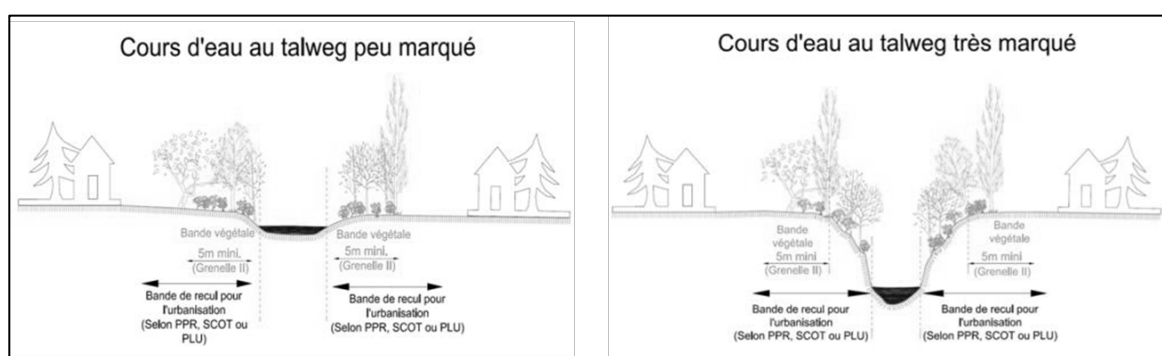 Cours d'eau au talweg peu marqué
Bande végétale
5m mini.
(Grenelle II)
Bande végétale
5m mini.
(Grenelle II)
Bande de recul pour
l'urbanisation
(Selon PPR, SCOT ou
PLU)
Bande de recul pour
l'urbanisation
(Selon PPR, SCOT ou PLU)
Cours d'eau au talweg très marqué
Bande
végétale
5m mini
(Grenelle II)
Bande
végétale
5m mini
(Grenelle II)
Bande de recul pour
l'urbanisation
(Selon PPR, SCOT ou PLU)
Bande de recul pour
l'urbanisation
(Selon PPR, SCOT ou PLU)